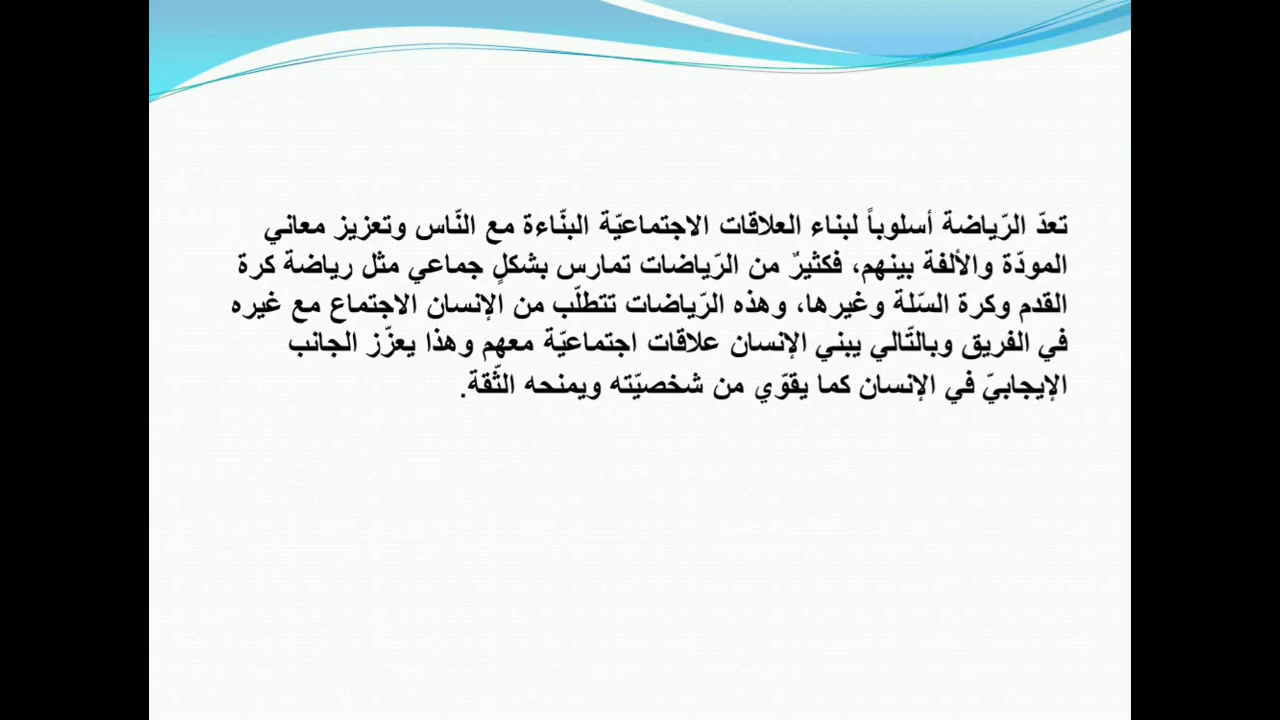 تعدّ الرّياضة أسلوباً لبناء العلاقات الاجتماعيّة البنّاءة مع النّاس وتعزيز معاني
المودّة والألفة بينهم، فكثيرٌ من الرّياضات تمارس بشكلٍ جماعي مثل رياضة كرة
القدم وكرة السّلة وغيرها، وهذه الرّياضات تتطلّب من الإنسان الاجتماع مع غيره
في الفريق وبالتّالي يبني الإنسان علاقات اجتماعيّة معهم وهذا يعزّز الجانب
الإيجابيّ في الإنسان كما يقوّي من شخصيّته ويمنحه الثّقة.